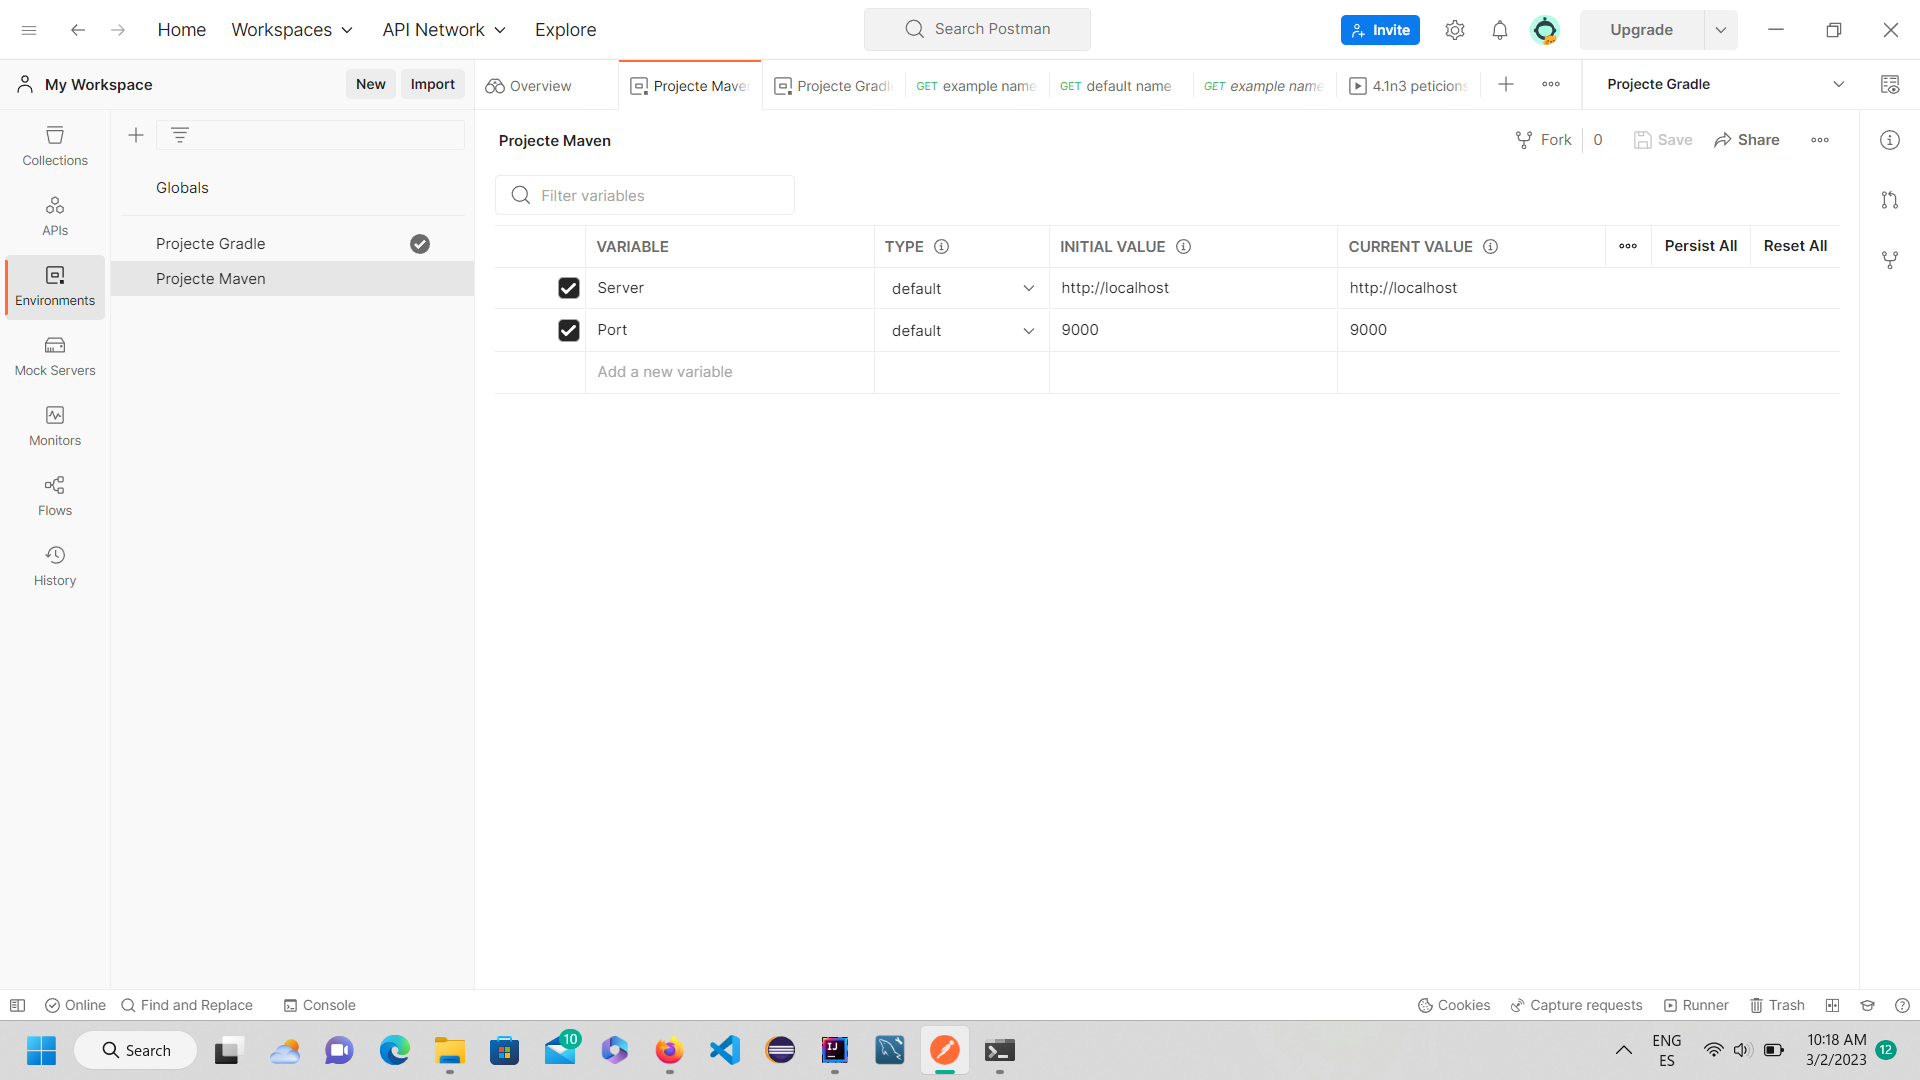 Home Workspaces API Network Explore Search Postman Invite Upgrade
My Workspace New Import Overview Projecte Maven Projecte Gradle GET example name GET default name GET example name 4.1n3 peticions Projecte Gradle
Projecte Maven Fork 0 Save Share
Collections
Globals
Filter variables
APIs
Projecte Gradle
VARIABLE TYPE INITIAL VALUE CURRENT VALUE Persist All Reset All
Projecte Maven
Server default http://localhost http://localhost
Environments
Port default 9000 9000
Mock Servers
Add a new variable
Monitors
Flows
History
Online Find and Replace Console Cookies Capture requests Runner Trash
Search 10 ENG 10:18 AM 12
ES 3/2/2023